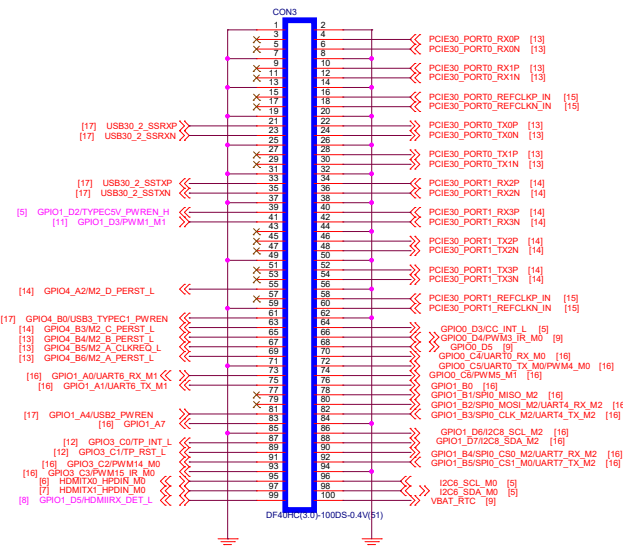 CON3
1 2
3 4 PCIE30_PORT0_RX0P [13]
5 6 PCIE30_PORT0_RX0N [13]
7 8
9 10 PCIE30_PORT0_RX1P [13]
11 12 PCIE30_PORT0_RX1N [13]
13 14
15 16 PCIE30_PORT0_REFCLKP_IN [15]
17 18 PCIE30_PORT0_REFCLKN_IN [15]
19 20
[17] USB30_2_SSRXP 21 22 PCIE30_PORT0_TX0P [13]
[17] USB30_2_SSRXN 23 24 PCIE30_PORT0_TX0N [13]
25 26
27 28 PCIE30_PORT0_TX1P [13]
29 30 PCIE30_PORT0_TX1N [13]
31 32
[17] USB30_2_SSTXP 33 34 PCIE30_PORT1_RX2P [14]
[17] USB30_2_SSTXN 35 36 PCIE30_PORT1_RX2N [14]
37 38
[5] GPIO1_D2/TYPEC5V_PWREN_H 39 40 PCIE30_PORT1_RX3P [14]
[11] GPIO1_D3/PWM1_M1 41 42 PCIE30_PORT1_RX3N [14]
43 44
45 46 PCIE30_PORT1_TX2P [14]
47 48 PCIE30_PORT1_TX2N [14]
49 50
51 52 PCIE30_PORT1_TX3P [14]
53 54 PCIE30_PORT1_TX3N [14]
[14] GPIO4_A2/M2_D_PERST_L 55 56
57 58 PCIE30_PORT1_REFCLKP_IN [15]
59 60 PCIE30_PORT1_REFCLKN_IN [15]
[17] GPIO4_B0/USB3_TYPEC1_PWREN 61 62
[14] GPIO4_B3/M2_C_PERST_L 63 64 GPIO0_D3/CC_INT_L [5]
[13] GPIO4_B4/M2_B_PERST_L 65 66 GPIO0_D4/PWM3_IR_M0 [9]
[13] GPIO4_B5/M2_A_CLKREQ_L 67 68 GPIO0_D5 [9]
[13] GPIO4_B6/M2_A_PERST_L 69 70 GPIO0_C4/UART0_RX_M0 [16]
71 72 GPIO0_C5/UART0_TX_M0/PWM4_M0 [16]
[16] GPIO1_A0/UART6_RX_M1 73 74 GPIO0_C6/PWM5_M1 [16]
[16] GPIO1_A1/UART6_TX_M1 75 76 GPIO1_B0 [16]
77 78 GPIO1_B1/SPI0_MISO_M2 [16]
79 80 GPIO1_B2/SPI0_MOSI_M2/UART4_RX_M2 [16
[17] GPIO1_A4/USB2_PWREN 81 82 GPIO1_B3/SPI0_CLK_M2/UART4_TX_M2 [16]
[16] GPIO1_A7 83 84
85 86 GPIO1_D6/I2C8_SCL_M2 [16]
[12] GPIO3_C0/TP_INT_L 87 88 GPIO1_D7/I2C8_SDA_M2 [16]
[12] GPIO3_C1/TP_RST_L 89 90 GPIO1_B4/SPI0_CS0_M2/UART7_RX_M2 [16]
[16] GPIO3_C2/PWM14_M0 91 92 GPIO1_B5/SPI0_CS1_M0/UART7_TX_M2 [16]
[16] GPIO3_C3/PWM15_IR_M0 93 94
[6] HDMITX0_HPDIN_M0 95 96 I2C6_SCL_M0 [5]
[7] HDMITX1_HPDIN_M0 97 98 I2C6_SDA_M0 [5]
[8] GPIO1_D5/HDMIIRX_DET_L 99 100 VBAT_RTC [9]
DF40HC(3.0)-100DS-0.4V(51)